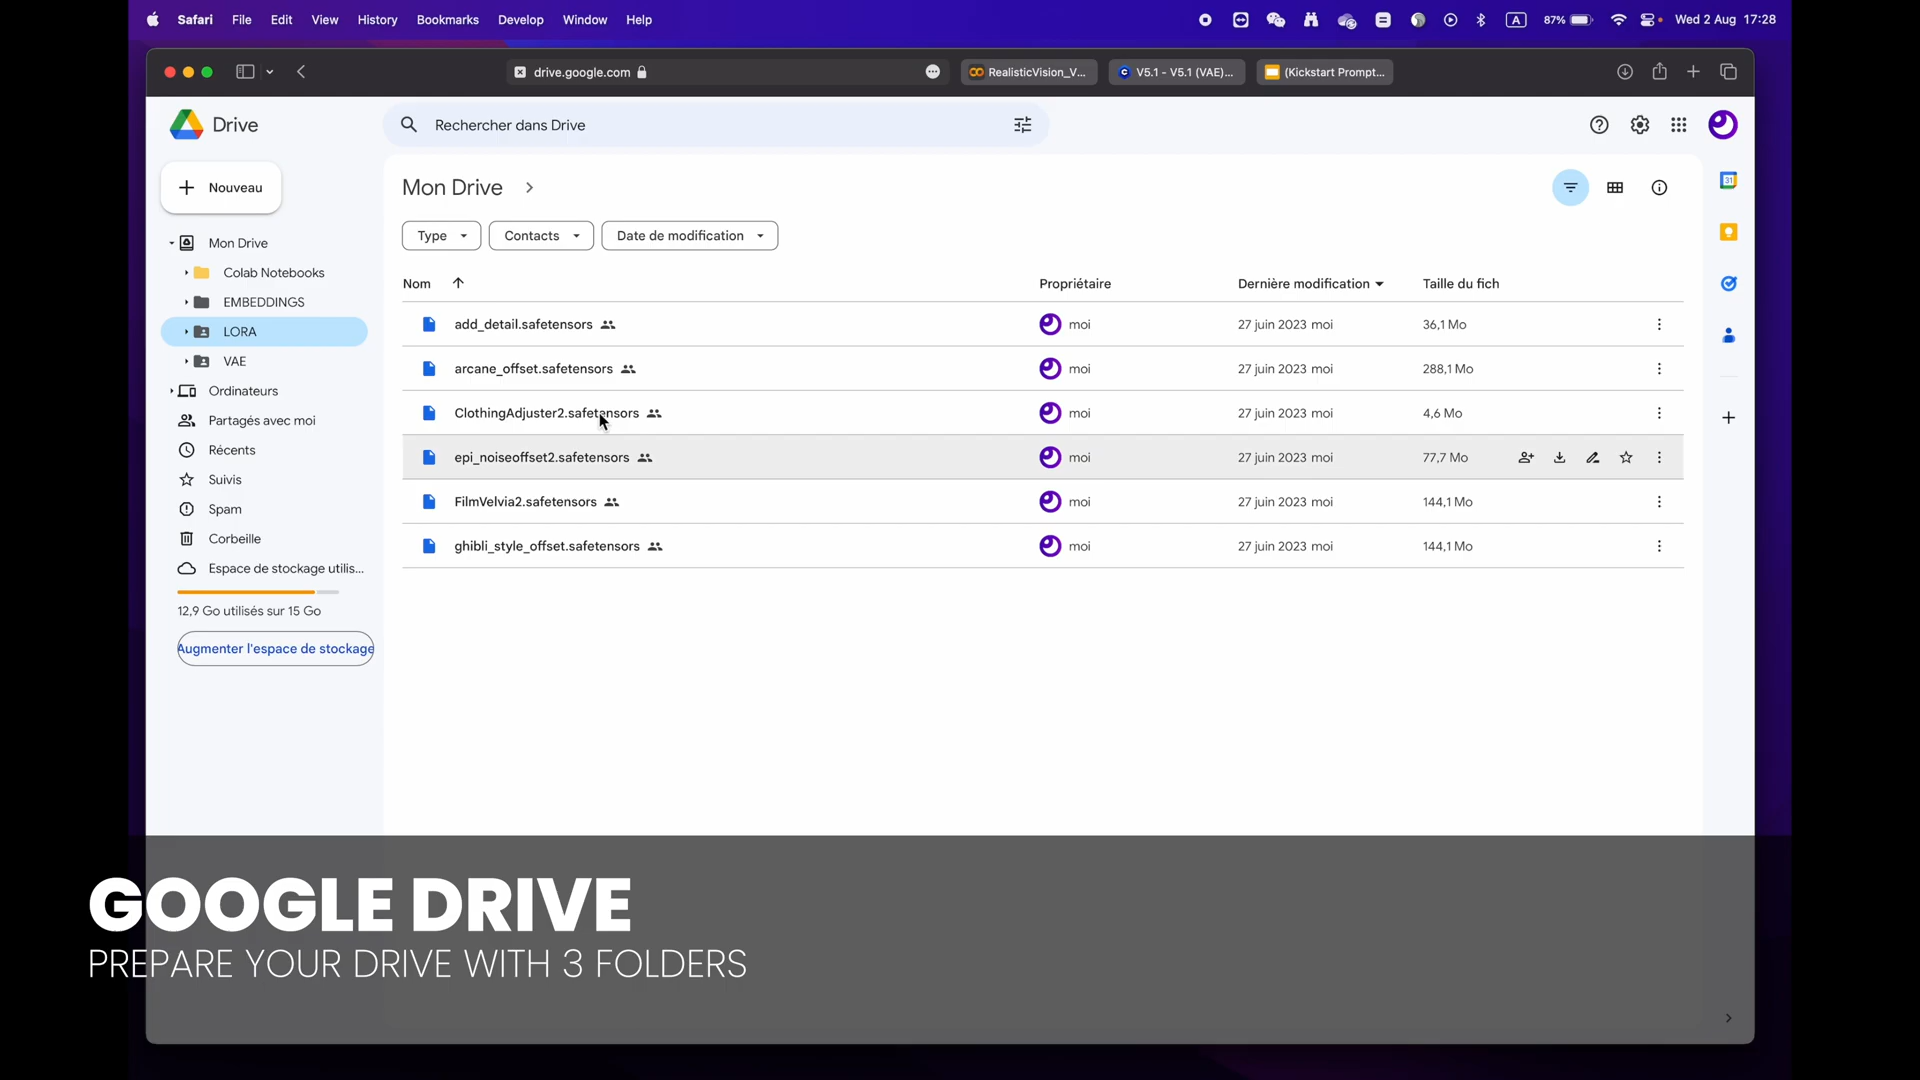 Safari File Edit View History Bookmarks Develop Window Help A 87% Wed 2 Aug 17:28
drive.google.com RealisticVision_V... V5.1 - V5.1 (VAE)... (Kickstart Prompt...
Drive
Rechercher dans Drive
Nouveau
Mon Drive
Colab Notebooks
EMBEDDINGS
LORA
VAE
Ordinateurs
Partagés avec moi
Récents
Suivis
Spam
Corbeille
Espace de stockage utilis...
12,9 Go utilisés sur 15 Go
Augmenter l'espace de stockage
Mon Drive
Type Contacts Date de modification
Nom Propriétaire Dernière modification Taille du fich
add_detail.safetensors moi 27 juin 2023 moi 36,1 Mo
arcane_offset.safetensors moi 27 juin 2023 moi 288,1 Mo
ClothingAdjuster2.safetensors moi 27 juin 2023 moi 4,6 Mo
epi_noiseoffset2.safetensors moi 27 juin 2023 moi 77,7 Mo
FilmVelvia2.safetensors moi 27 juin 2023 moi 144,1 Mo
ghibli_style_offset.safetensors moi 27 juin 2023 moi 144,1 Mo
31
GOOGLE DRIVE
PREPARE YOUR DRIVE WITH 3 FOLDERS